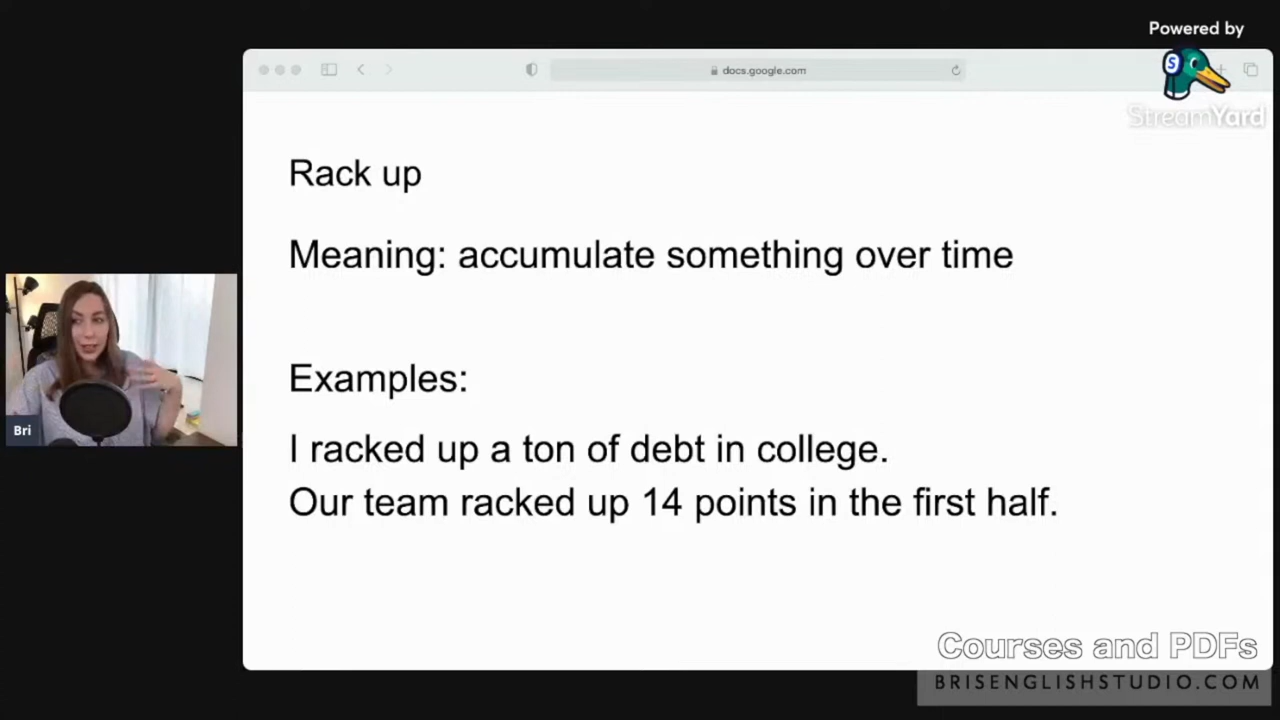 Powered by
docs.google.com
S
StreamYard
Rack up
Meaning: accumulate something over time
Examples:
I racked up a ton of debt in college.
Our team racked up 14 points in the first half.
Bri
Courses and PDFs
BRISENGLISHSTUDIO.COM